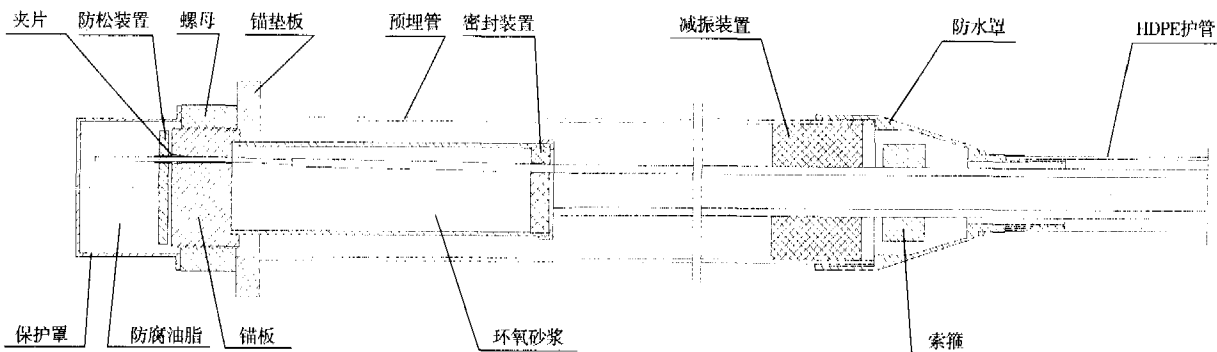 夹片
防松装置
螺母
锚垫板
预埋管
密封装置
减振装置
防水罩
HDPE护管
保护罩
防腐油脂
锚板
环氧砂浆
索箍